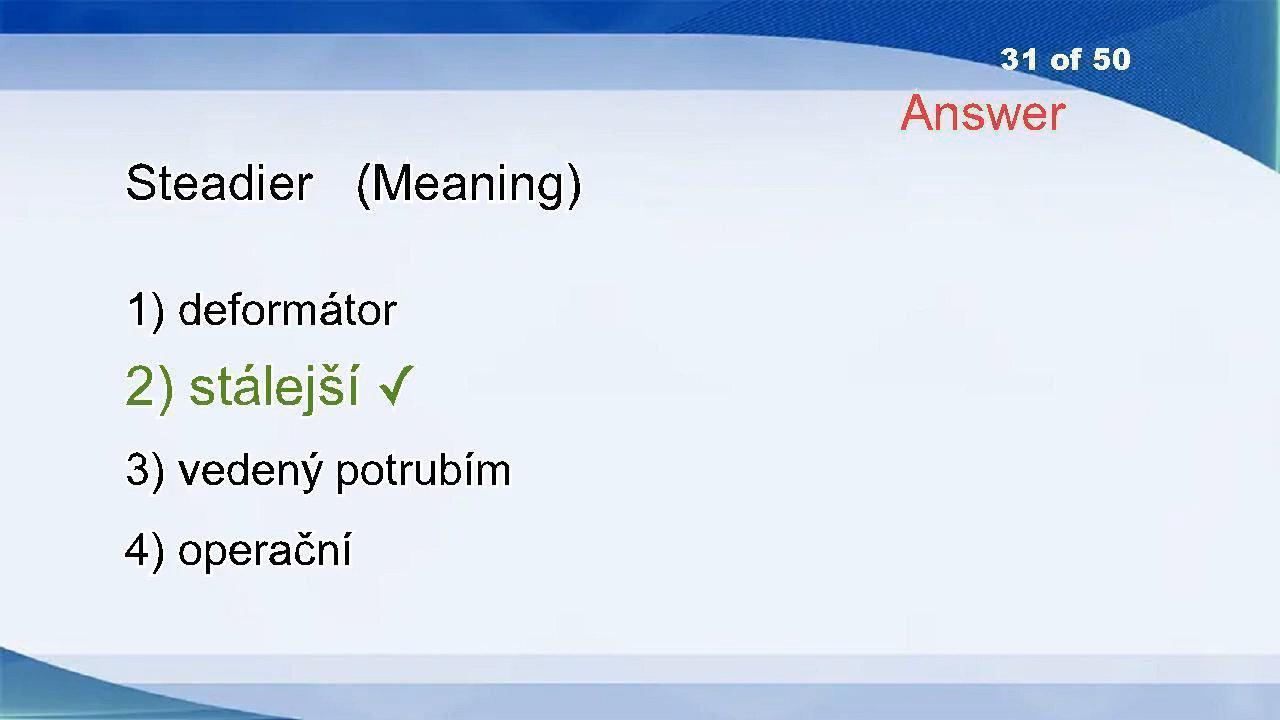 31 of 50
Answer
Steadier (Meaning)
1) deformátor
2) stálejší ✓
3) vedený potrubím
4) operační